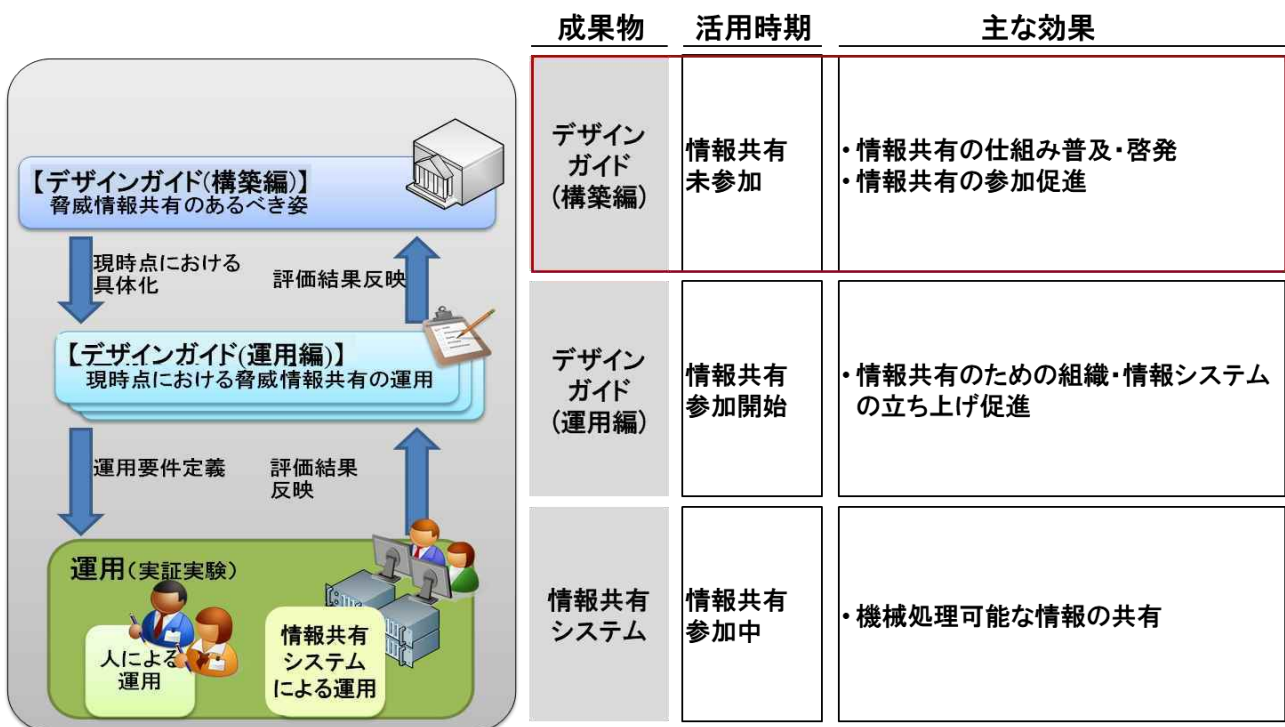 成果物 活用時期 主な効果
【デザインガイド(構築編)】
脅威情報共有のあるべき姿
現時点における
具体化
評価結果反映
【デザインガイド(運用編)】
現時点における脅威情報共有の運用
運用要件定義
評価結果
反映
運用(実証実験)
人による
運用
情報共有
システム
による運用
デザイン
ガイド
(構築編)
情報共有
未参加
・情報共有の仕組み普及・啓発
・情報共有の参加促進
デザイン
ガイド
(運用編)
情報共有
参加開始
・情報共有のための組織・情報システム
の立ち上げ促進
情報共有
システム
情報共有
参加中
・機械処理可能な情報の共有